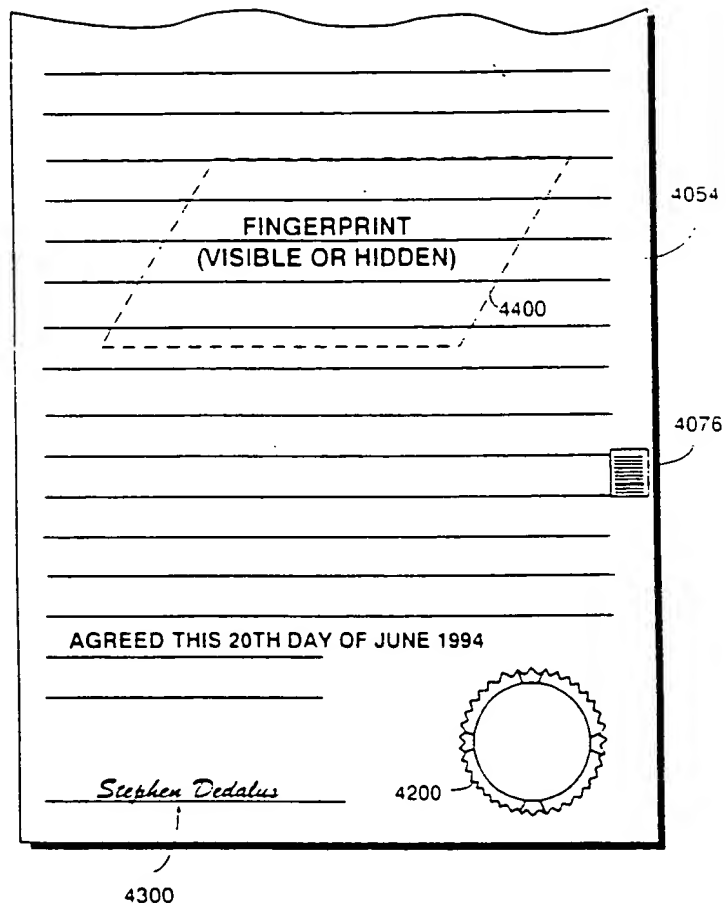 4054
FINGERPRINT
(VISIBLE OR HIDDEN)
4400
4076
AGREED THIS 20TH DAY OF JUNE 1994
Stephen Dedalus
4200
4300